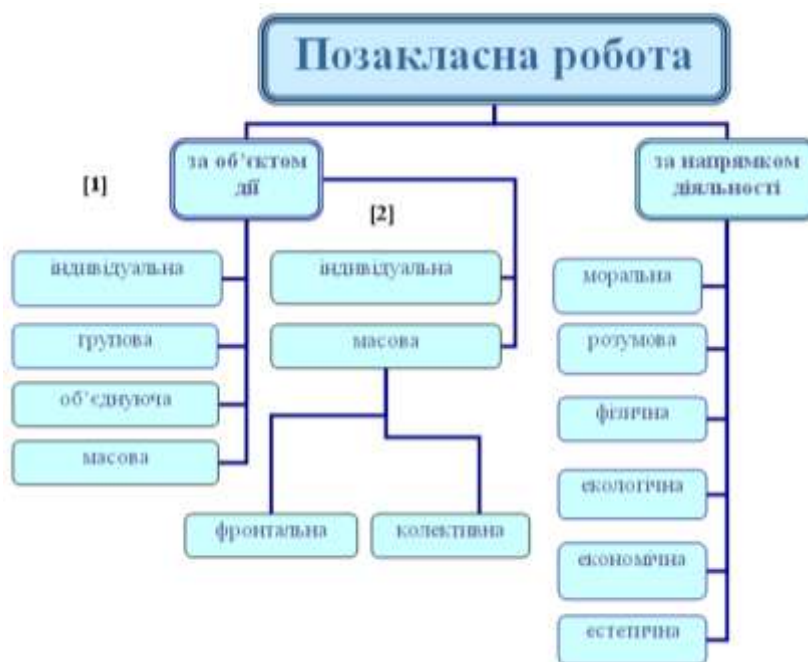 Позакласна робота
за об'єктом
дії
за напрямком
діяльності
[1]
[2]
індивідуальна
групова
об'єднуюча
масова
індивідуальна
масова
фронтальна
колективна
моральна
розумова
фізична
екологічна
економічна
естетична